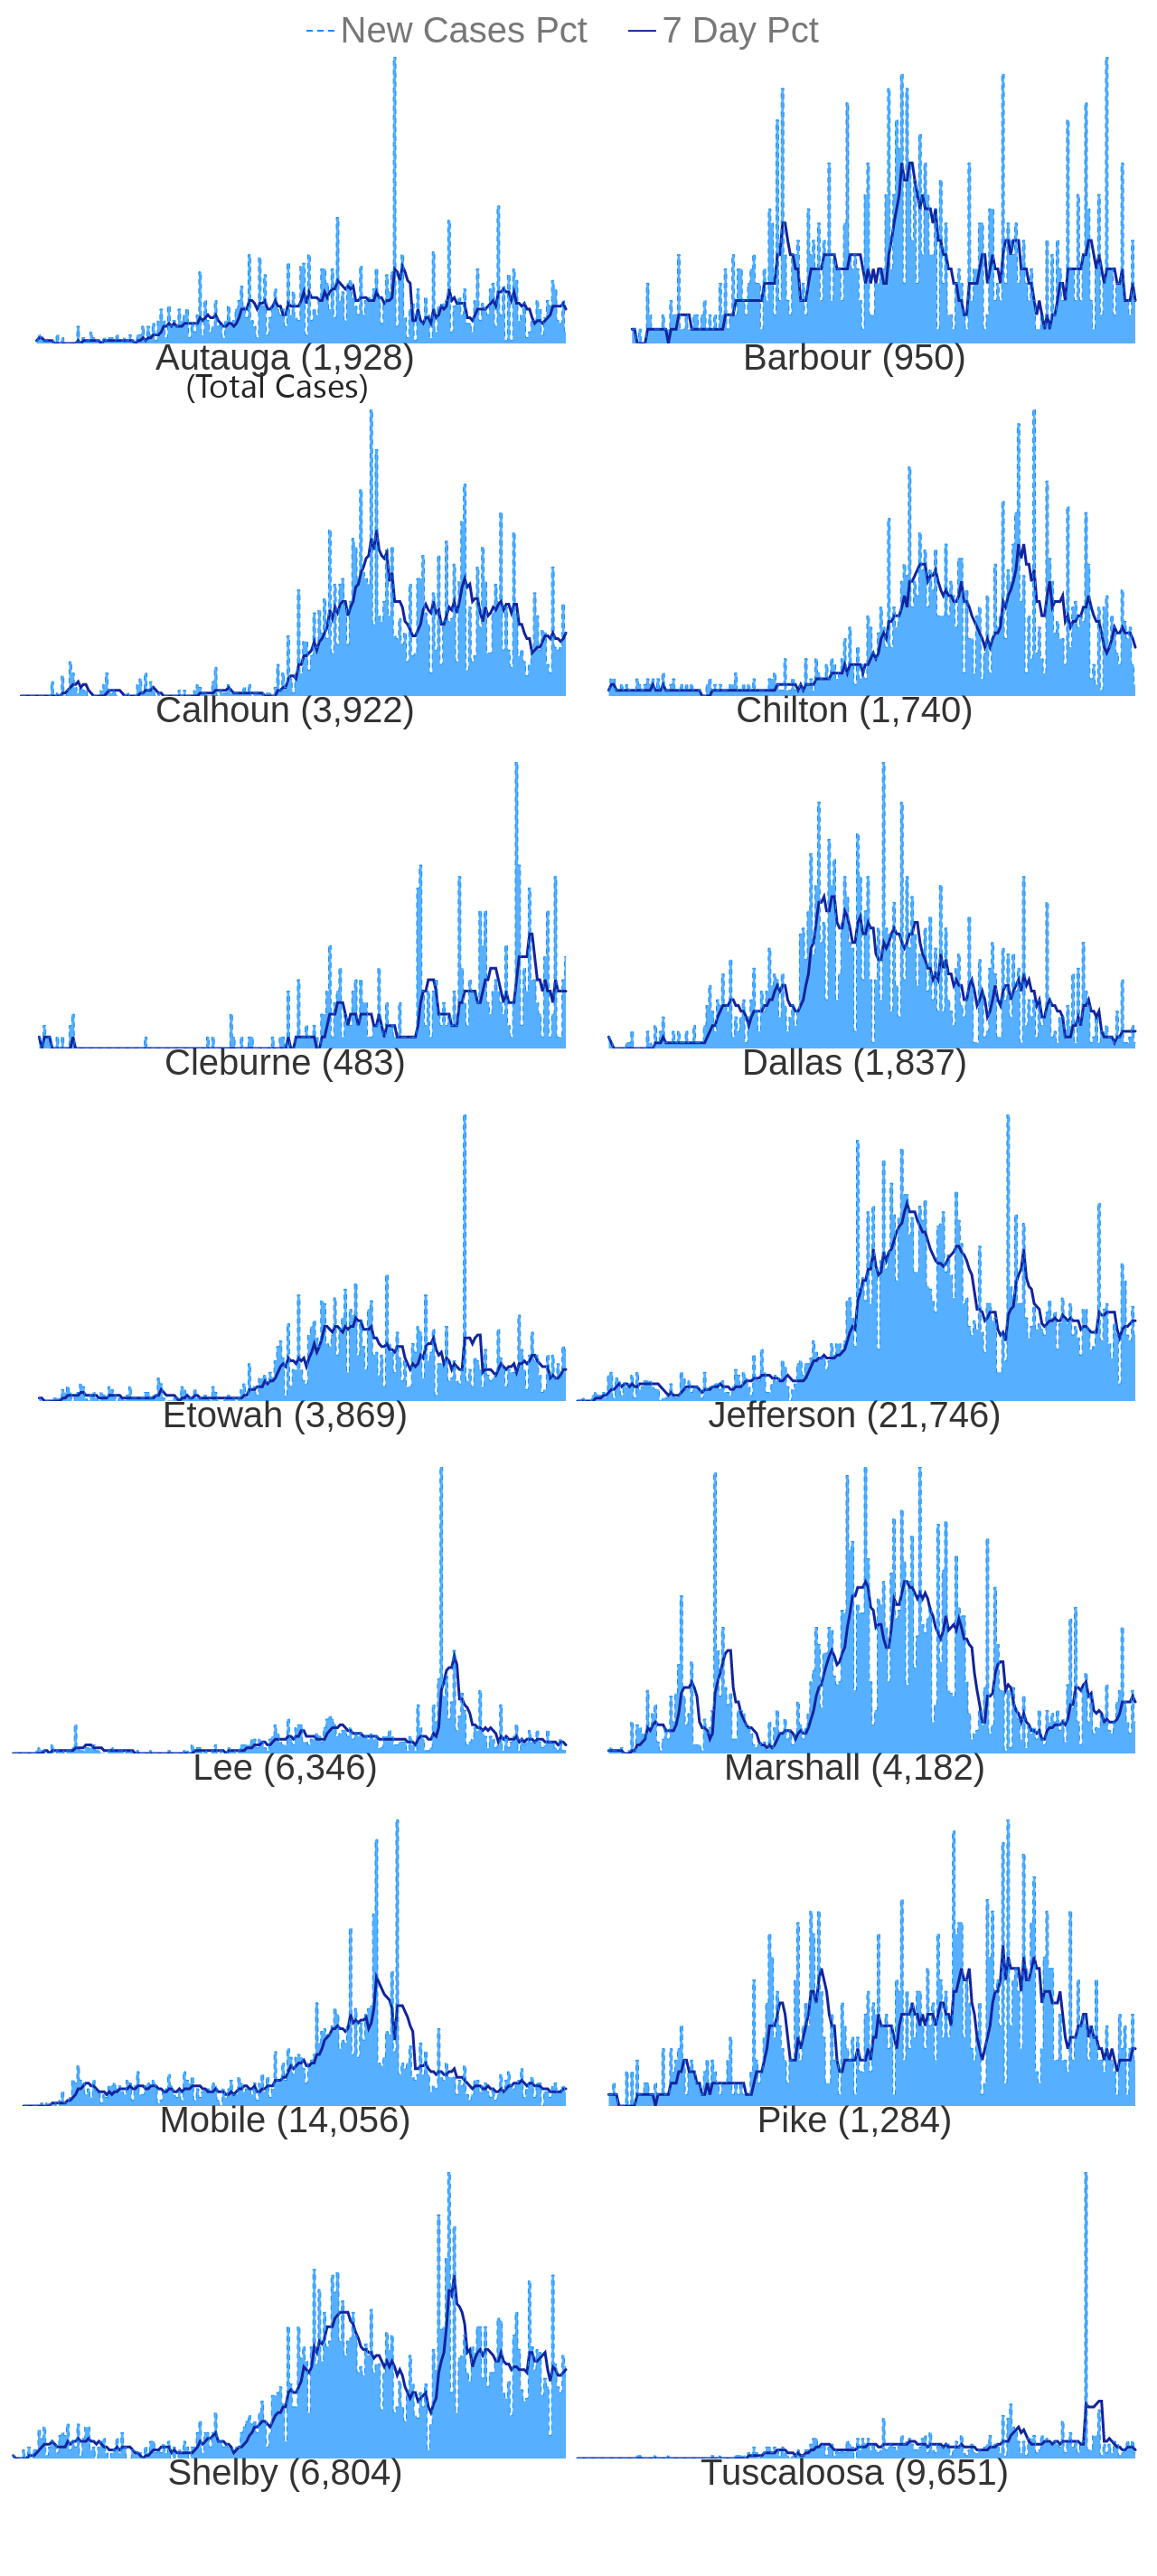 New Cases Pct 7 Day Pct
Autauga (1,928) Barbour (950)
(Total Cases)
Calhoun (3,922) Chilton (1,740)
Cleburne (483) Dallas (1,837)
Etowah (3,869) Jefferson (21,746)
Lee (6,346) Marshall (4,182)
Mobile (14,056) Pike (1,284)
Shelby (6,804) Tuscaloosa (9,651)